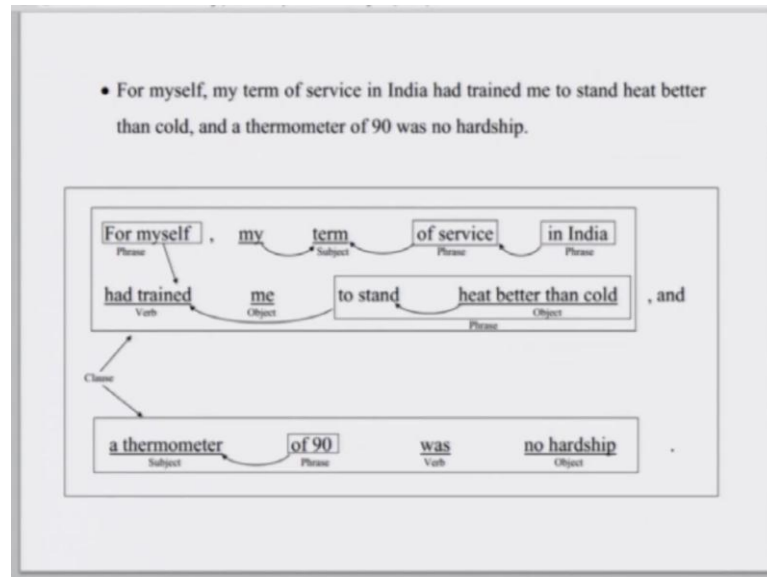 • For myself, my term of service in India had trained me to stand heat better
than cold, and a thermometer of 90 was no hardship.
For myself , my term of service in India
Phrase Subject Phrase Phrase
had trained me to stand heat better than cold , and
Verb Object Object
Phrase
Clause
a thermometer of 90 was no hardship .
Subject Phrase Verb Object